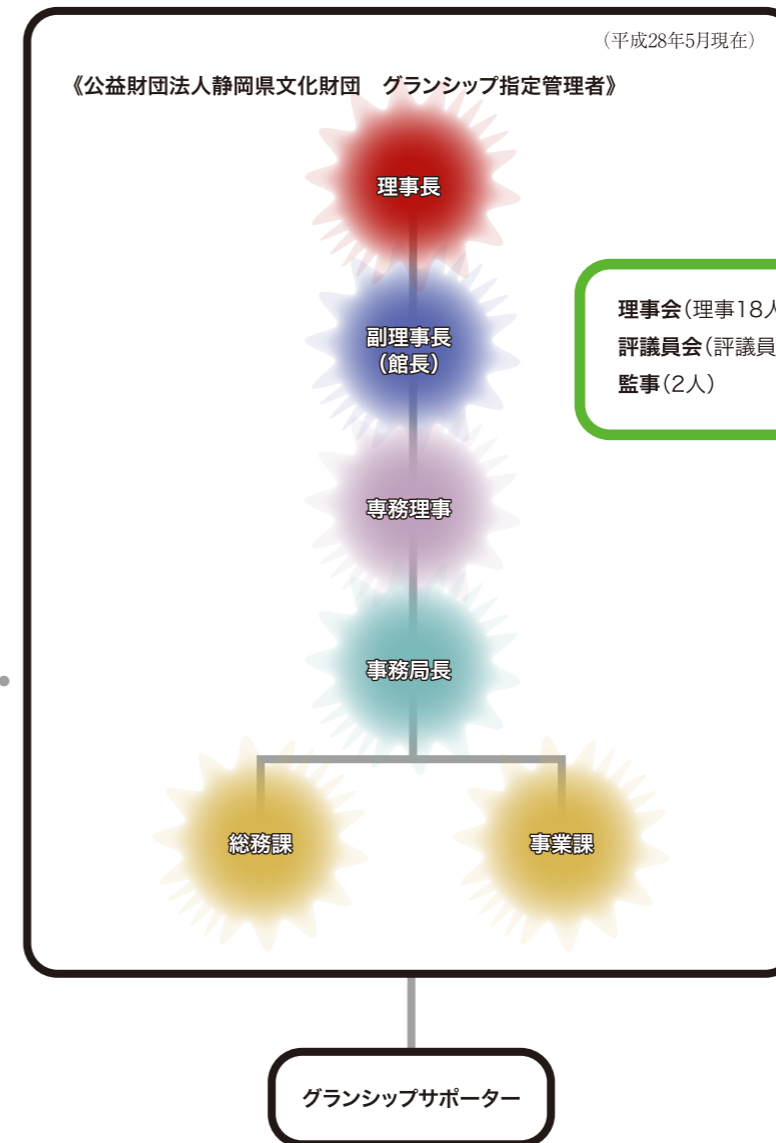 (平成28年5月現在)
《公益財団法人静岡県文化財団　グランシップ指定管理者》
理事長
副理事長
(館長)
専務理事
事務局長
総務課
事業課
理事会(理事18人
評議員会(評議員
監事(2人)
グランシップサポーター